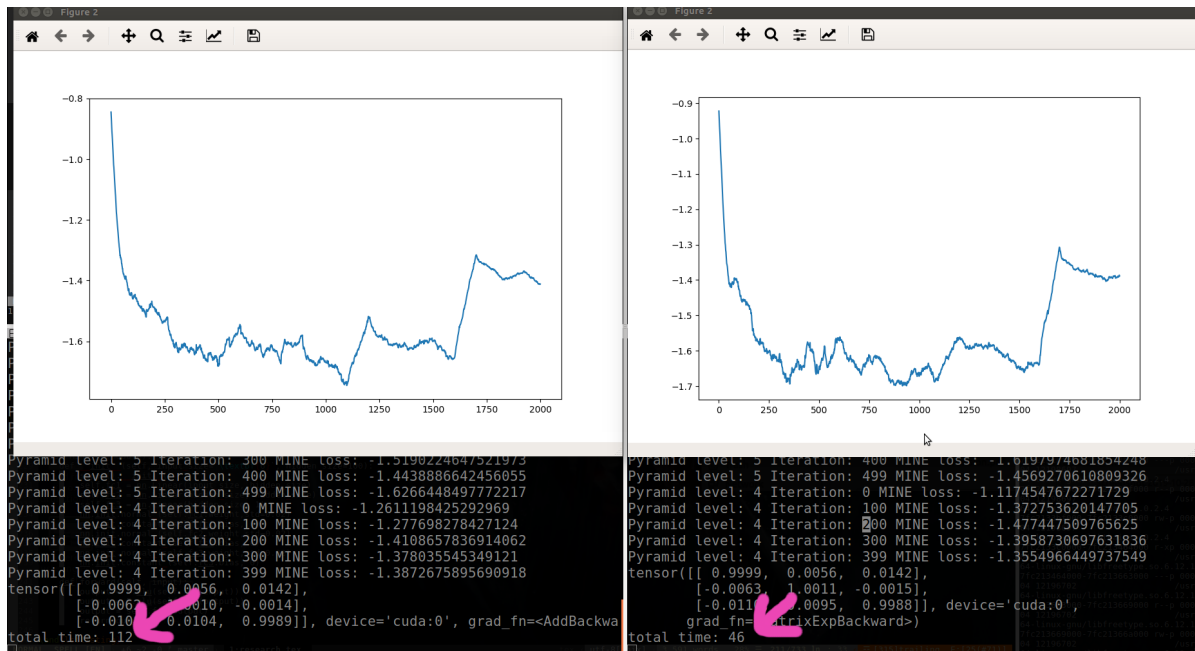 Figure 2
−0.8
−1.0
−1.2
−1.4
−1.6
0 250 500 750 1000 1250 1500 1750 2000
Pyramid level: 5 Iteration: 300 MINE loss: -1.5190224647521973
Pyramid level: 5 Iteration: 400 MINE loss: -1.4438886642456055
Pyramid level: 5 Iteration: 499 MINE loss: -1.6266448497772217
Pyramid level: 4 Iteration: 0 MINE loss: -1.2611198425292969
Pyramid level: 4 Iteration: 100 MINE loss: -1.277698278427124
Pyramid level: 4 Iteration: 200 MINE loss: -1.4108657836914062
Pyramid level: 4 Iteration: 300 MINE loss: -1.378035545349121
Pyramid level: 4 Iteration: 399 MINE loss: -1.3872675895690918
tensor([[ 0.9999, 0.0056, 0.0142],
[-0.0063, -0.0014],
0.0104, 0.9989]], device='cuda:0', grad_fn=<AddBackwa
total time: 112
Figure 2
−0.9
−1.0
−1.1
−1.2
−1.3
−1.4
−1.5
−1.6
−1.7
0 250 500 750 1000 1250 1500 1750 2000
Pyramid level: 5 Iteration: 400 MINE loss: -1.6197974681854248
Pyramid level: 5 Iteration: 499 MINE loss: -1.4569270610809326
Pyramid level: 4 Iteration: 0 MINE loss: -1.1174547672271729
Pyramid level: 4 Iteration: 100 MINE loss: -1.372753620147705
Pyramid level: 4 Iteration: 200 MINE loss: -1.477447509765625
Pyramid level: 4 Iteration: 300 MINE loss: -1.3958730697631836
Pyramid level: 4 Iteration: 399 MINE loss: -1.3554966449737549
tensor([[ 0.9999, 0.0056, 0.0142],
[-0.0063, 1.0011, -0.0015],
0.0095, 0.9988]], device='cuda:0',
trixExpBackward>)
total time: 46